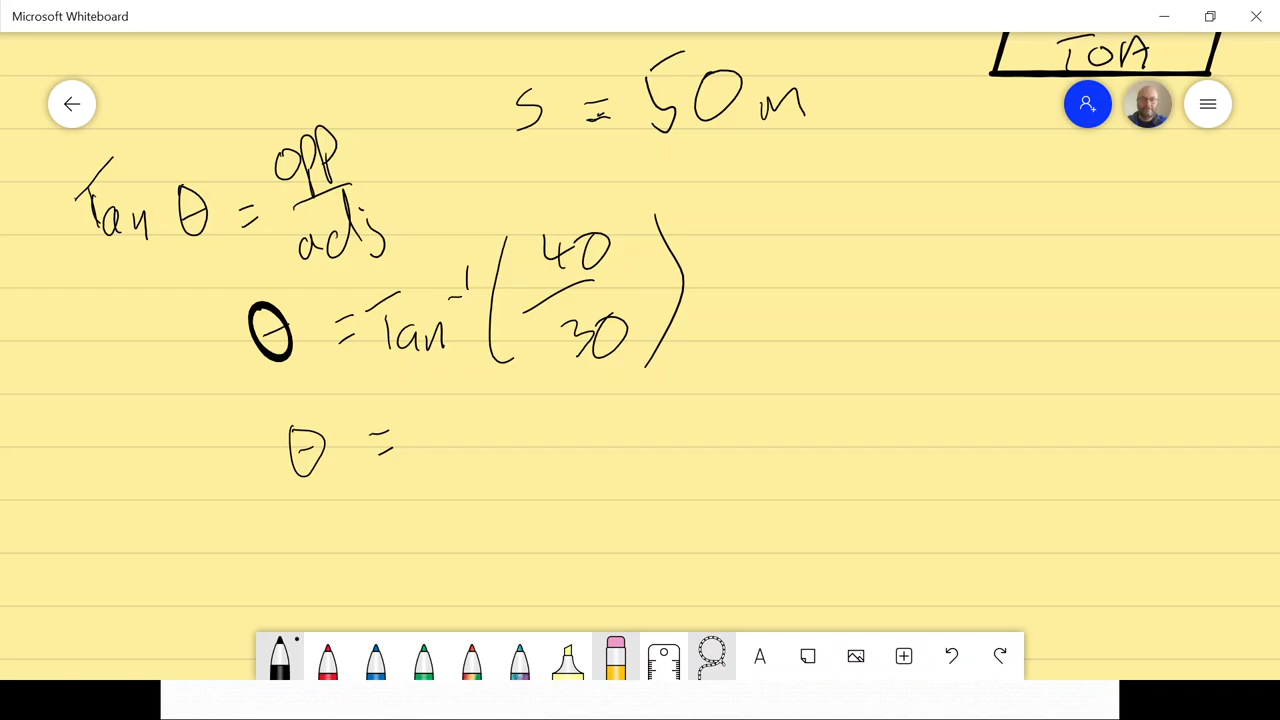 Microsoft Whiteboard
TOA
s = 50 m
Tan θ = opp/adj
θ = Tan⁻¹ (40/30)
θ =
A